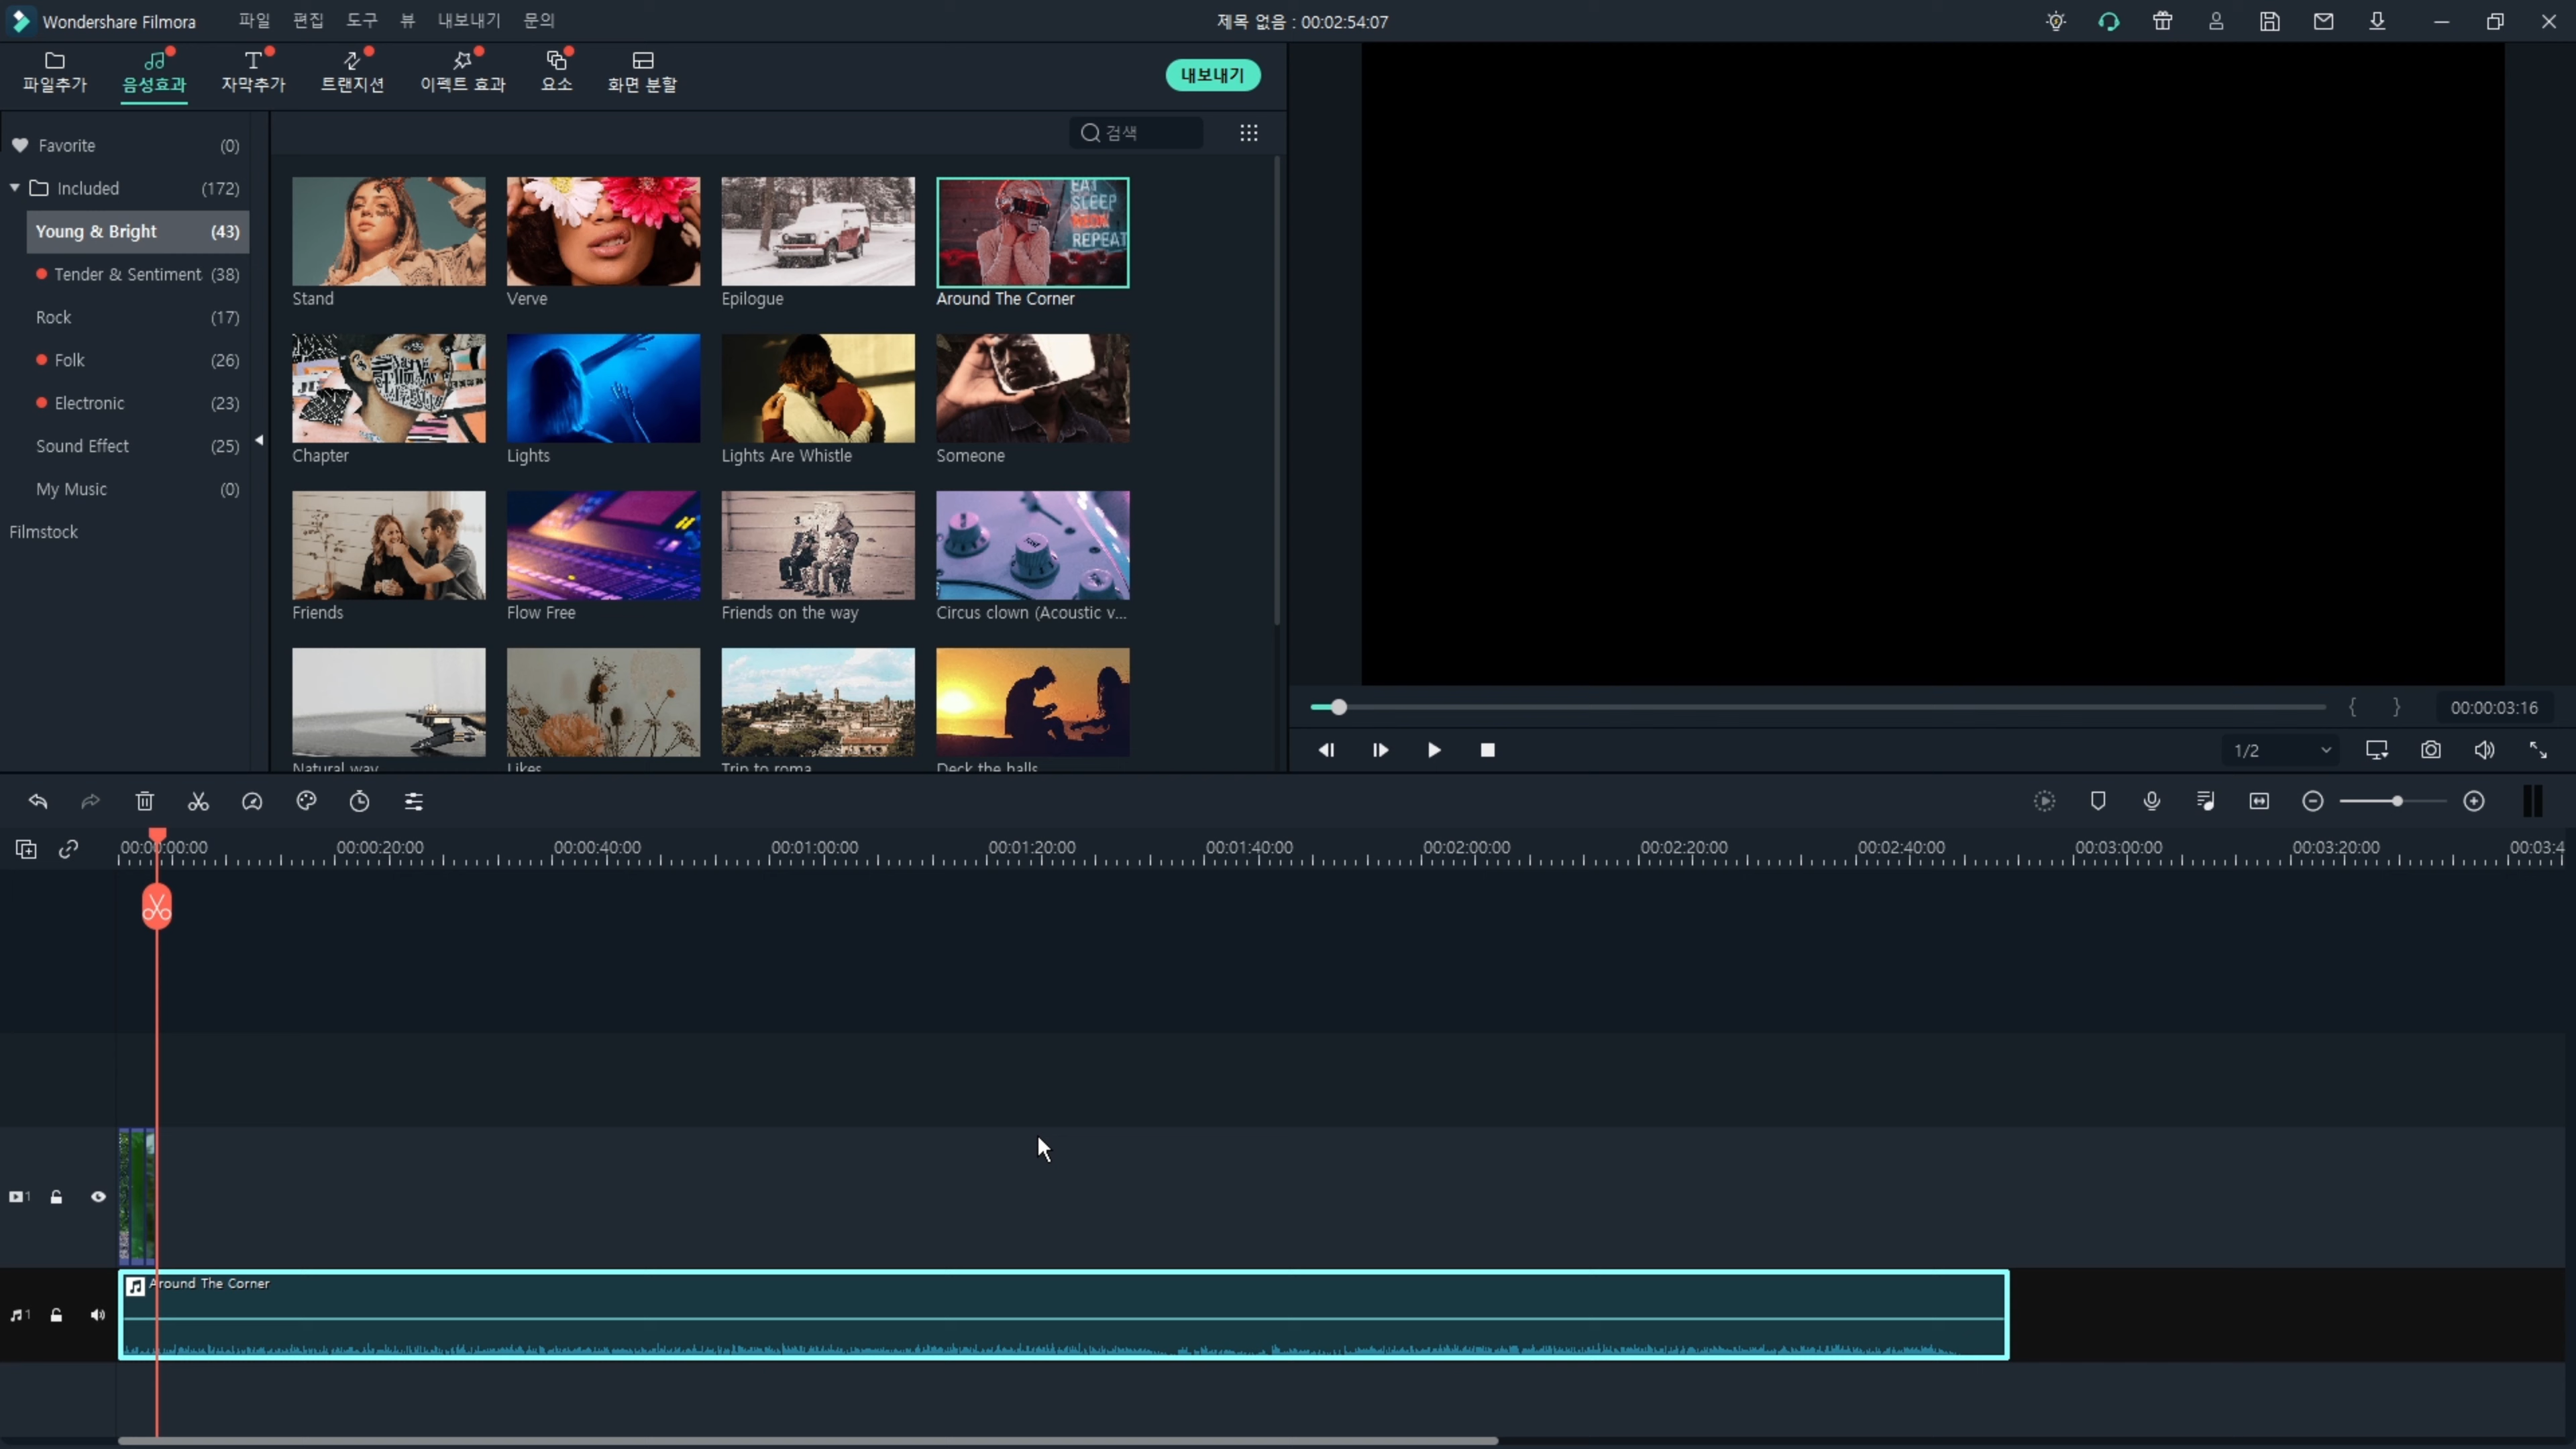 Wondershare Filmora 파일 편집 도구 뷰 내보내기 문의 제목 없음 : 00:02:54:07
파일추가 음성효과 자막추가 트랜지션 이펙트 효과 요소 화면 분할 내보내기
검색
Favorite (0)
Included (172)
Young & Bright (43)
Tender & Sentiment (38)
Rock (17)
Folk (26)
Electronic (23)
Sound Effect (25)
My Music (0)
Filmstock
EAT
SLEEP
REPEAT
Stand Verve Epilogue Around The Corner
Chapter Lights Lights Are Whistle Someone
Friends Flow Free Friends on the way Circus clown (Acoustic v...
Natural way Likes Trip to roma Deck the halls
{ } 00:00:03:16
1/2
00:00:00:00 00:00:20:00 00:00:40:00 00:01:00:00 00:01:20:00 00:01:40:00 00:02:00:00 00:02:20:00 00:02:40:00 00:03:00:00 00:03:20:00 00:03:4
1
Around The Corner
1